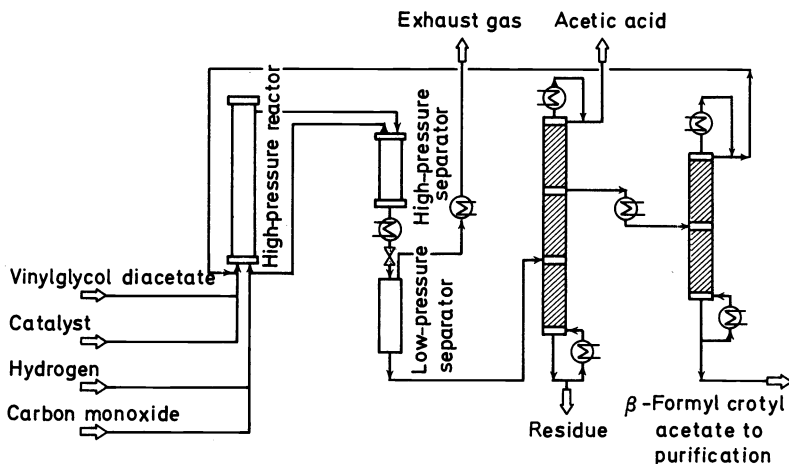 Exhaust gas
Acetic acid
High-pressure reactor
High-pressure
separator
Low-pressure
separator
Vinylglycol diacetate
Catalyst
Hydrogen
Carbon monoxide
Residue
β-Formyl crotyl
acetate to
purification